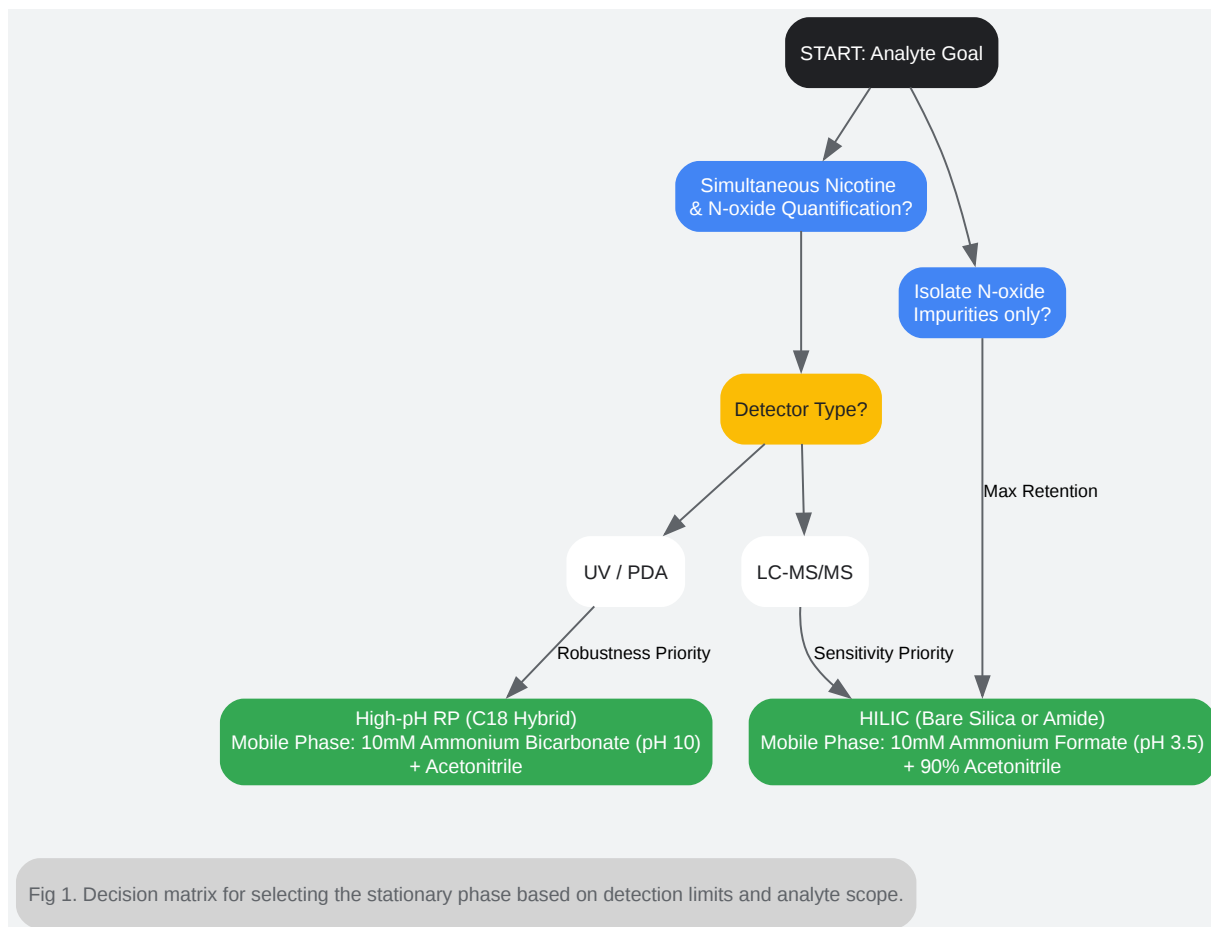 START: Analyte Goal
Simultaneous Nicotine
& N-oxide Quantification?
Isolate N-oxide
Impurities only?
Detector Type?
Max Retention
UV / PDA
LC-MS/MS
Robustness Priority
Sensitivity Priority
High-pH RP (C18 Hybrid)
Mobile Phase: 10mM Ammonium Bicarbonate (pH 10)
+ Acetonitrile
HILIC (Bare Silica or Amide)
Mobile Phase: 10mM Ammonium Formate (pH 3.5)
+ 90% Acetonitrile
Fig 1. Decision matrix for selecting the stationary phase based on detection limits and analyte scope.